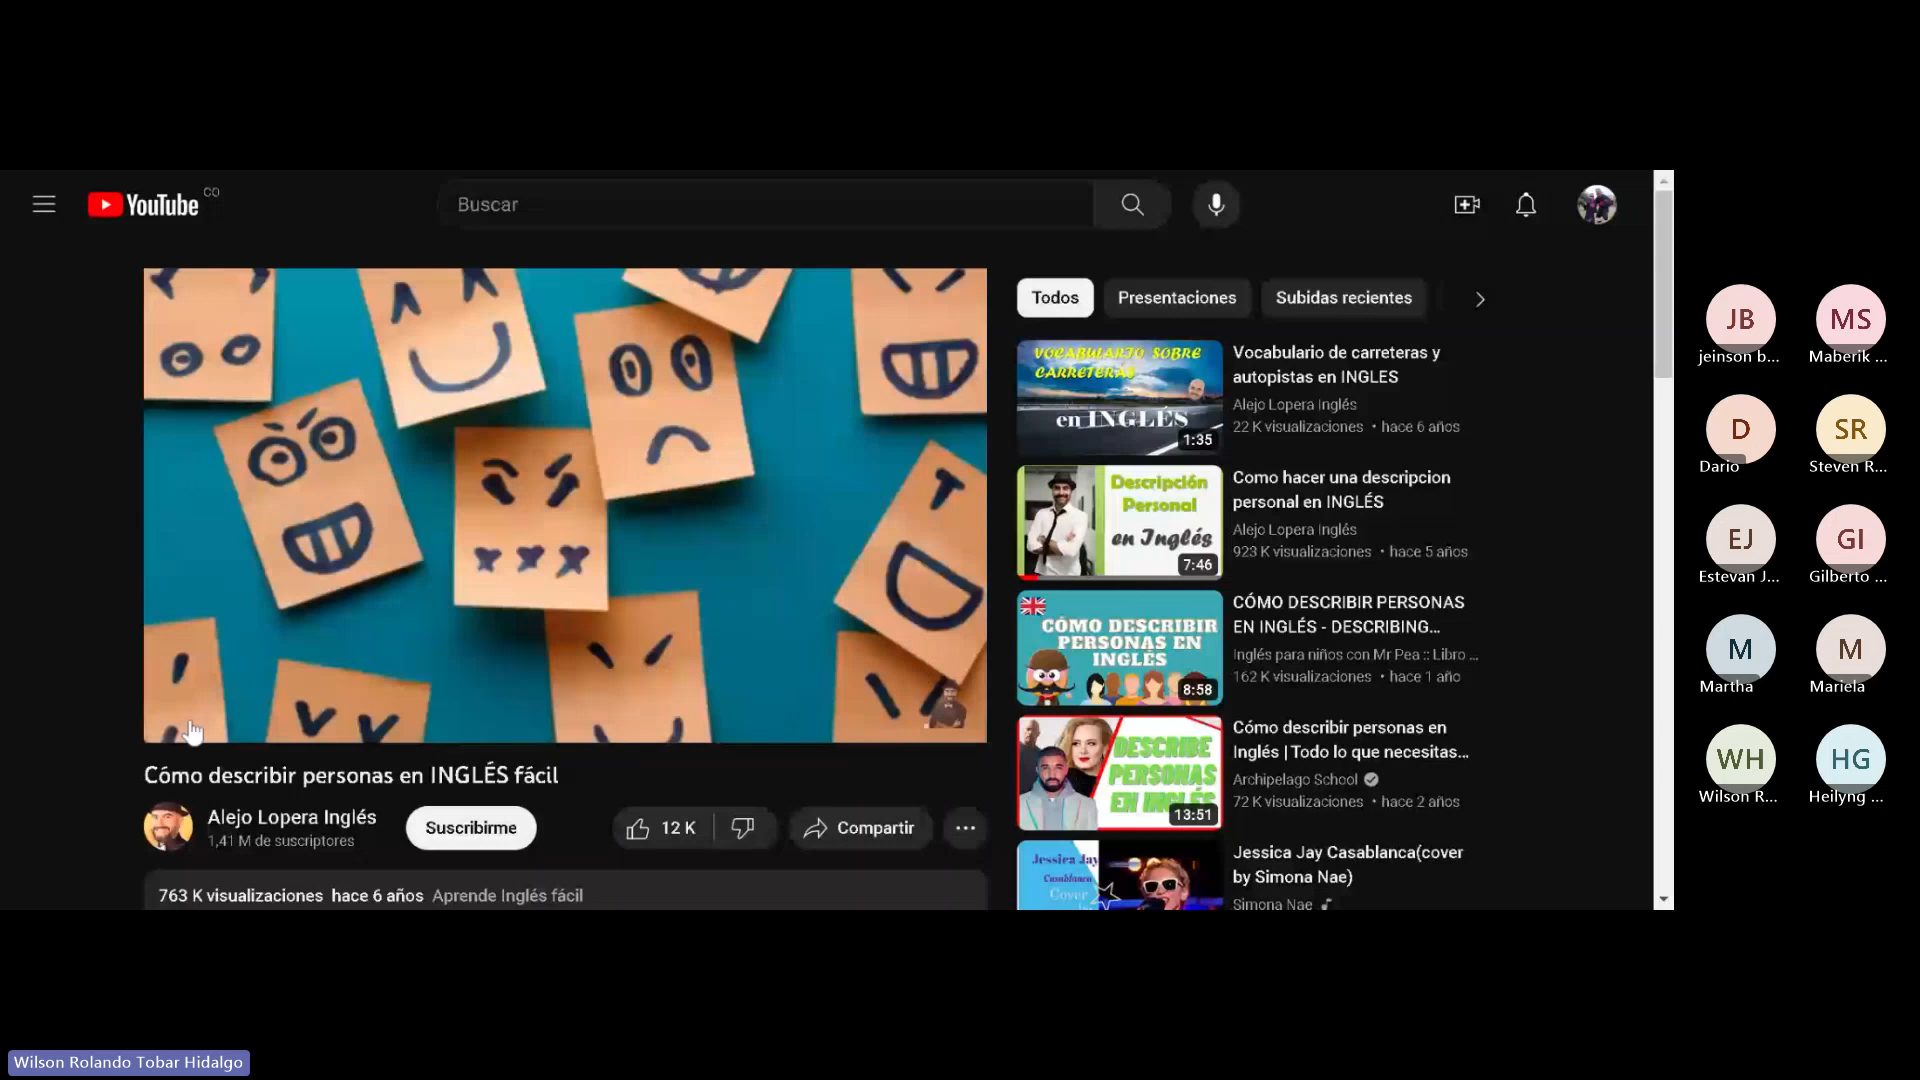 YouTube CO
Buscar
Todos
Presentaciones
Subidas recientes
VOCABULARIO SOBRE
CARRETERAS
en INGLÉS
1:35
Vocabulario de carreteras y
autopistas en INGLES
Alejo Lopera Inglés
22 K visualizaciones • hace 6 años
Descripción
Personal
en Inglés
7:46
Como hacer una descripcion
personal en INGLÉS
Alejo Lopera Inglés
923 K visualizaciones • hace 5 años
CÓMO DESCRIBIR
PERSONAS EN
INGLÉS
8:58
CÓMO DESCRIBIR PERSONAS
EN INGLÉS - DESCRIBING...
Inglés para niños con Mr Pea :: Libro ...
162 K visualizaciones • hace 1 año
DESCRIBE
PERSONAS
EN INGLÉS
13:51
Cómo describir personas en
Inglés | Todo lo que necesitas...
Archipelago School
72 K visualizaciones • hace 2 años
Jessica Jay
Casablanca
Cover
Jessica Jay Casablanca(cover
by Simona Nae)
Simona Nae
Cómo describir personas en INGLÉS fácil
Alejo Lopera Inglés
1,41 M de suscriptores
Suscribirme
12 K
Compartir
763 K visualizaciones hace 6 años Aprende Inglés fácil
JB
jeinson b...
MS
Maberik ...
D
Dario
SR
Steven R...
EJ
Estevan J...
GI
Gilberto ...
M
Martha
M
Mariela
WH
Wilson R...
HG
Heilyng ...
Wilson Rolando Tobar Hidalgo